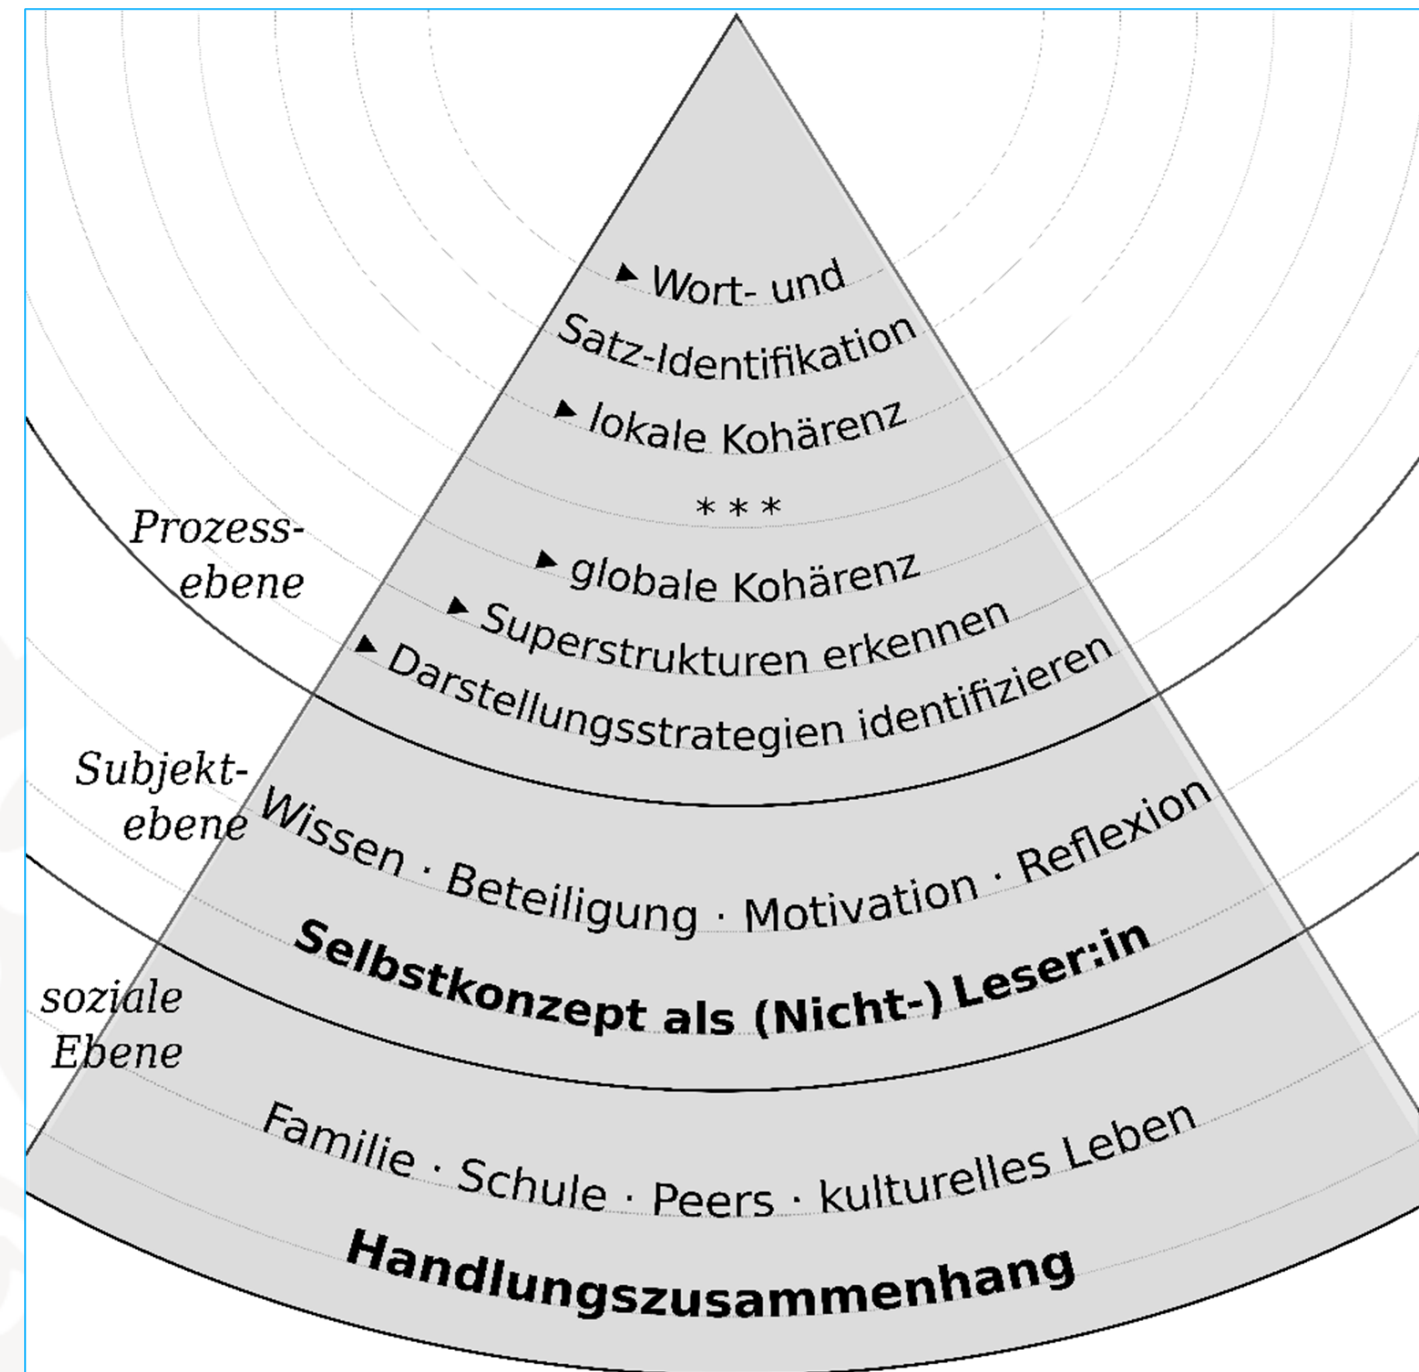 ▶ Wort- und
Satz-Identifikation
▶ lokale Kohärenz
* * *
▶ globale Kohärenz
▶ Superstrukturen erkennen
▶ Darstellungsstrategien identifizieren
Prozess-
ebene
Wissen · Beteiligung · Motivation · Reflexion
Selbstkonzept als (Nicht-) Leser:in
Subjekt-
ebene
Familie · Schule · Peers · kulturelles Leben
Handlungszusammenhang
soziale
Ebene